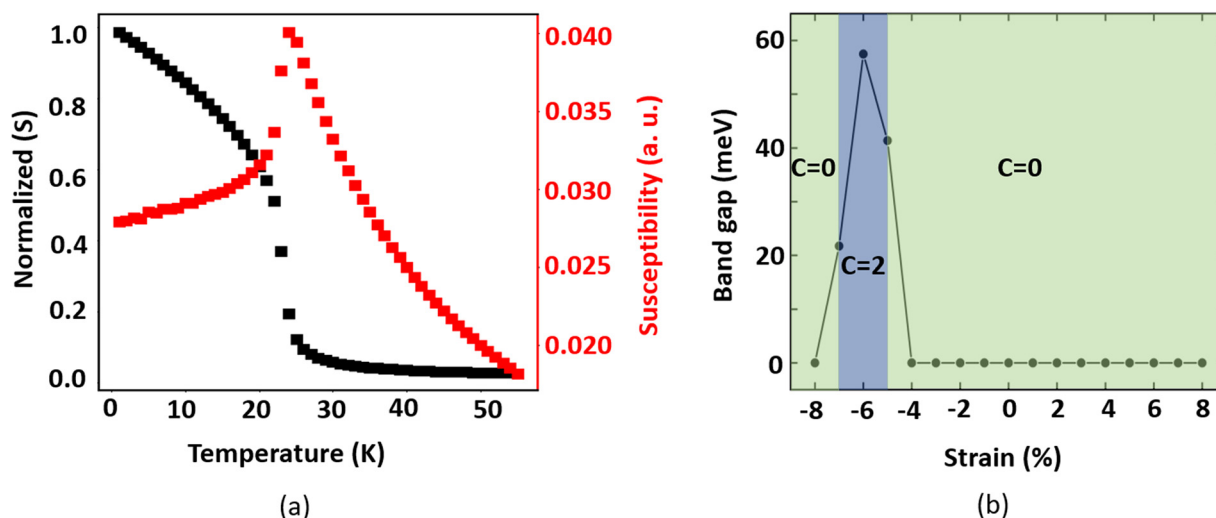 1.0
0.8
0.6
0.4
0.2
0.0
Normalized ⟨S⟩
0 10 20 30 40 50
Temperature (K)
0.040
0.035
0.030
0.025
0.020
Susceptibility (a. u.)
(a)
60
40
20
0
Band gap (meV)
C=0
C=2
C=0
-8 -6 -4 -2 0 2 4 6 8
Strain (%)
(b)